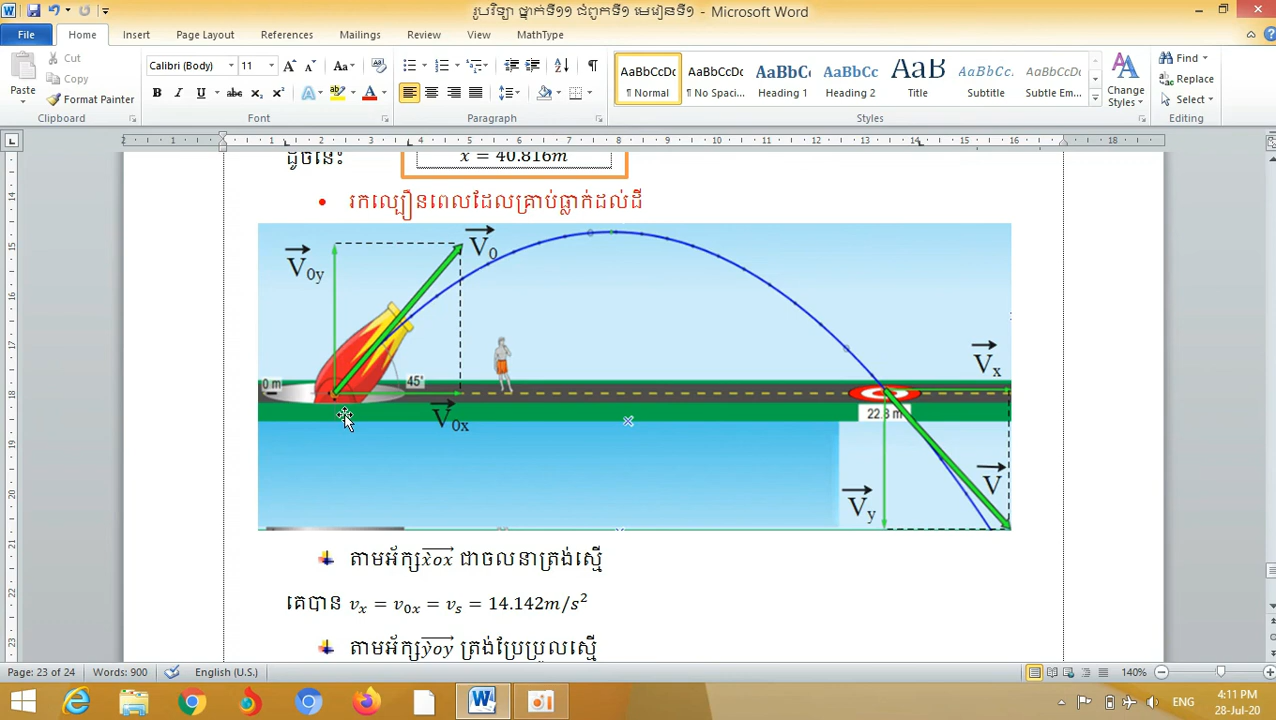 រូបវិទ្យា ថ្នាក់ទី១១ ជំពូកទី១ មេរៀនទី១ - Microsoft Word
File Home Insert Page Layout References Mailings Review View MathType
Paste
Cut
Copy
Format Painter
Clipboard
Calibri (Body) 11
Font
Paragraph
AaBbCcDc AaBbCcDc AaBbCc AaBbCc AaB AaBbCcI AaBbCcDc
¶ Normal ¶ No Spaci... Heading 1 Heading 2 Title Subtitle Subtle Em...
Styles
Change Styles
Find
Replace
Select
Editing
ដូចនេះ x = 40.816m
• រកល្បឿនពេលដែលគ្រាប់ធ្លាក់ដល់ដី
V₀y V₀
0 m 45° V₀x
22.8 m Vx
Vy V
តាមអ័ក្ស xox ជាចលនាត្រង់ស្មើ
គេបាន vₓ = v₀ₓ = vₛ = 14.142m/s²
តាមអ័ក្ស yoy ត្រង់ប្រែប្រួលស្មើ
Page: 23 of 24 Words: 900 English (U.S.) 140%
ENG 4:11 PM
28-Jul-20